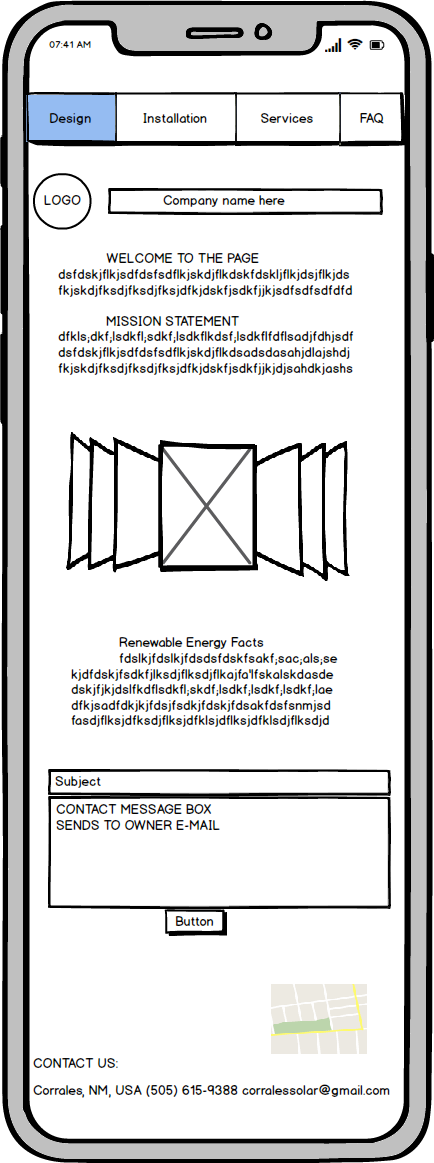 07:41 AM
Design Installation Services FAQ
LOGO
Company name here
WELCOME TO THE PAGE
dsfdskjflkjsdfdsfsdflkjskdjflkdskfdskljflkjdsjflkjds
fkjskdjfksdjfksdjfksjdfkjdskfjsdkfjjkjsdfsdfsdfdfd
MISSION STATEMENT
dfkls;dkf;lsdkfl;sdkf;lsdkflkdsf;lsdkflfdflsadjfdhjsdf
dsfdskjflkjsdfdsfsdflkjskdjflkdsadsdasahjdlajshdj
fkjskdjfksdjfksdjfksjdfkjdskfjsdkfjjkjdjsahdkjashs
Renewable Energy Facts
fdslkjfdslkjfdsdsfdskfsakf;sac;als;se
kjdfdskjfsdkfjlksdjflksdjflkajfa'lfskalskdasde
dskjfjkjdslfkdflsdkfl;skdf;lsdkf;lsdkf;lsdkf;lae
dfkjsadfdkjkjfdsjfsdkjfdskjfdsakfdsfsnmjsd
fasdjflksjdfksdjflksjdfklsjdflksjdfklsdjflksdjd
Subject
CONTACT MESSAGE BOX
SENDS TO OWNER E-MAIL
Button
CONTACT US:
Corrales, NM, USA (505) 615-9388 corralessolar@gmail.com